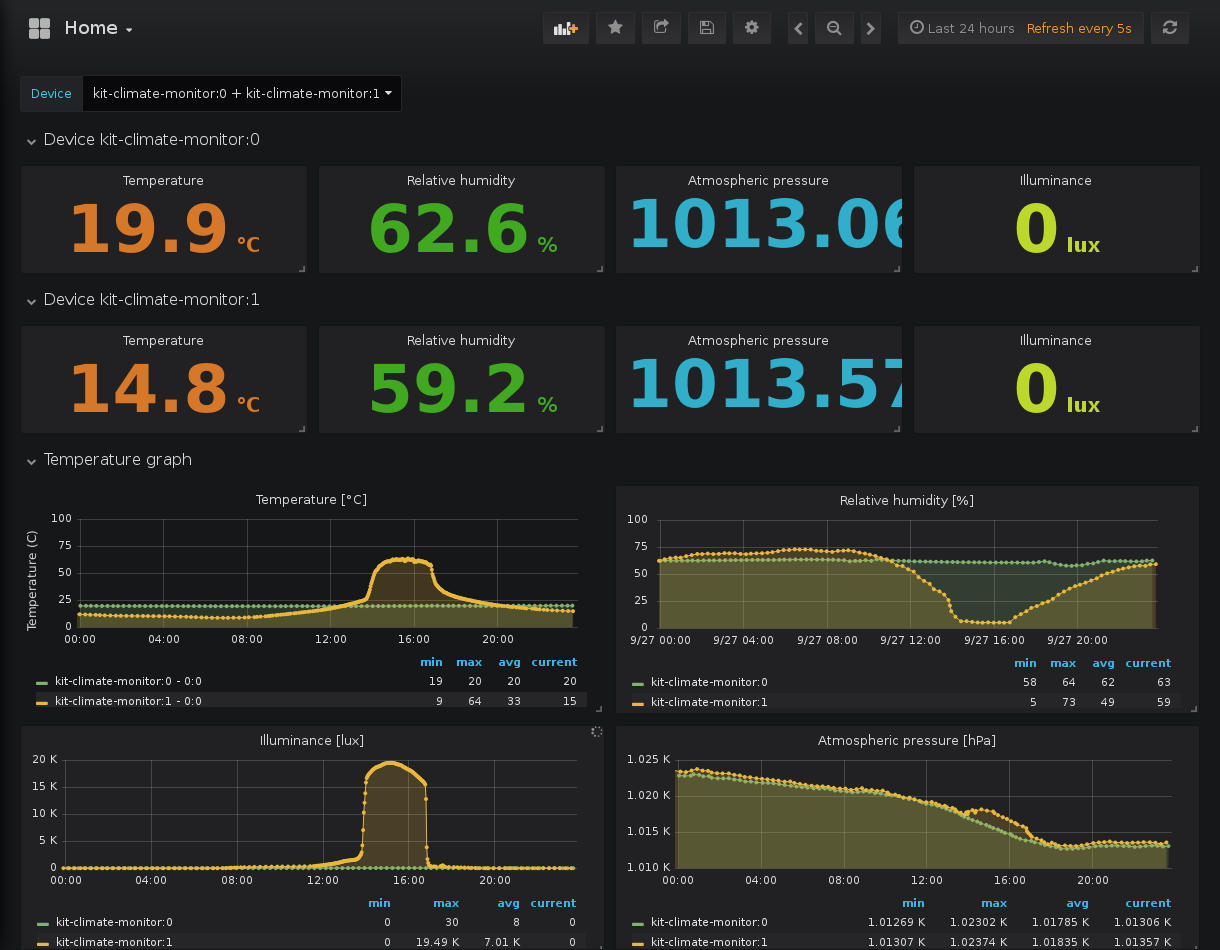 Home
Last 24 hours Refresh every 5s
Device kit-climate-monitor:0 + kit-climate-monitor:1
Device kit-climate-monitor:0
Temperature Relative humidity Atmospheric pressure Illuminance
19.9 °C 62.6 % 1013.06 0 lux
Device kit-climate-monitor:1
Temperature Relative humidity Atmospheric pressure Illuminance
14.8 °C 59.2 % 1013.57 0 lux
Temperature graph
Temperature [°C]
Temperature (C)
100
75
50
25
0
00:00 04:00 08:00 12:00 16:00 20:00
min max avg current
kit-climate-monitor:0 - 0:0 19 20 20 20
kit-climate-monitor:1 - 0:0 9 64 33 15
Relative humidity [%]
100
75
50
25
0
9/27 00:00 9/27 04:00 9/27 08:00 9/27 12:00 9/27 16:00 9/27 20:00
min max avg current
kit-climate-monitor:0 58 64 62 63
kit-climate-monitor:1 5 73 49 59
Illuminance [lux]
20 K
15 K
10 K
5 K
0
00:00 04:00 08:00 12:00 16:00 20:00
min max avg current
kit-climate-monitor:0 0 30 8 0
kit-climate-monitor:1 0 19.49 K 7.01 K 0
Atmospheric pressure [hPa]
1.025 K
1.020 K
1.015 K
1.010 K
00:00 04:00 08:00 12:00 16:00 20:00
min max avg current
kit-climate-monitor:0 1.01269 K 1.02302 K 1.01785 K 1.01306 K
kit-climate-monitor:1 1.01307 K 1.02374 K 1.01835 K 1.01357 K